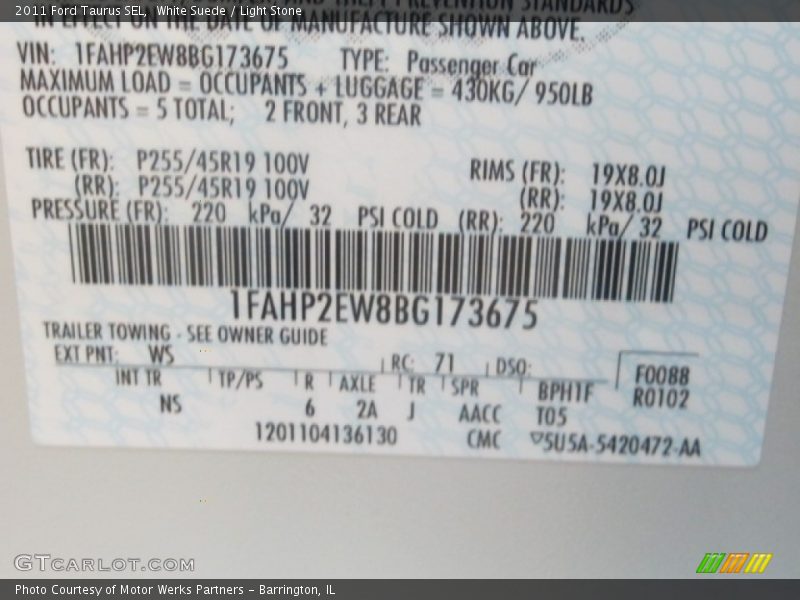 2011 Ford Taurus SEL, White Suede / Light Stone
IN EFFECT ON THE DATE OF MANUFACTURE SHOWN ABOVE.
VIN: 1FAHP2EW8BG173675 TYPE: Passenger Car
MAXIMUM LOAD = OCCUPANTS + LUGGAGE = 430KG/ 950LB
OCCUPANTS = 5 TOTAL; 2 FRONT, 3 REAR
TIRE (FR): P255/45R19 100V RIMS (FR): 19X8.0J
(RR): P255/45R19 100V (RR): 19X8.0J
PRESSURE (FR): 220 kPa/ 32 PSI COLD (RR): 220 kPa/ 32 PSI COLD
1FAHP2EW8BG173675
TRAILER TOWING - SEE OWNER GUIDE
EXT PNT: WS RC: 71 DSO: F0088
INT TR TP/PS R AXLE TR SPR BPH1F R0102
NS 6 2A J AACC T05
1201104136130 CMC 5U5A-5420472-AA
GTCarLot.com
Photo Courtesy of Motor Werks Partners - Barrington, IL